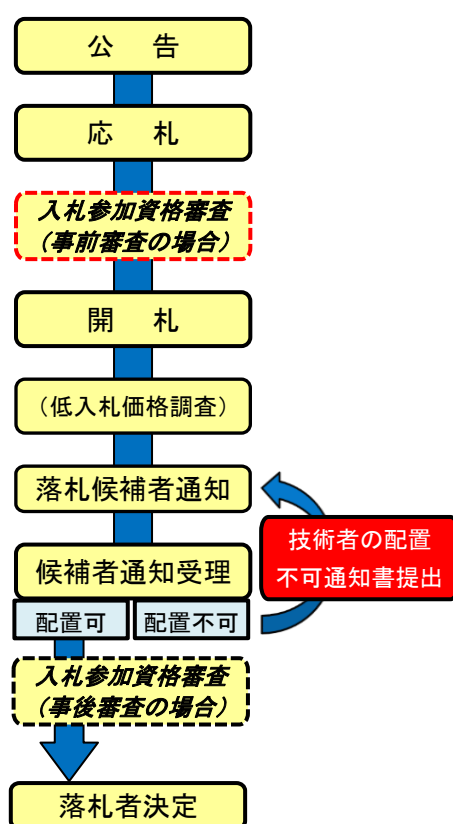 公　告
応　札
入札参加資格審査
（事前審査の場合）
開　札
（低入札価格調査）
落札候補者通知
技術者の配置
不可通知書提出
候補者通知受理
配置可
配置不可
入札参加資格審査
（事後審査の場合）
落札者決定